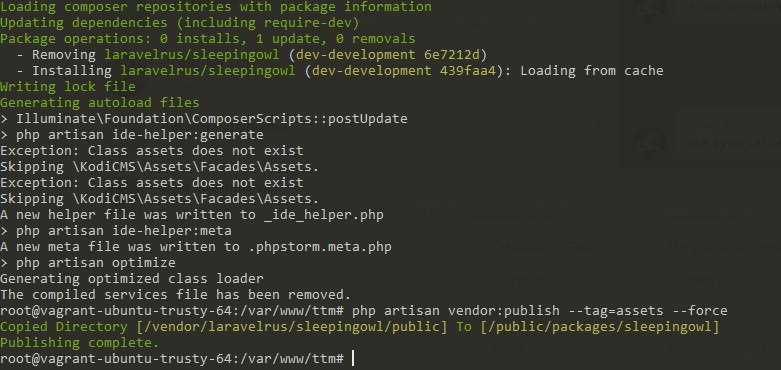 Loading composer repositories with package information
Updating dependencies (including require-dev)
Package operations: 0 installs, 1 update, 0 removals
  - Removing laravelrus/sleepingowl (dev-development 6e7212d)
  - Installing laravelrus/sleepingowl (dev-development 439faa4): Loading from cache
Writing lock file
Generating autoload files
> Illuminate\Foundation\ComposerScripts::postUpdate
> php artisan ide-helper:generate
Exception: Class assets does not exist
Skipping \KodiCMS\Assets\Facades\Assets.
Exception: Class assets does not exist
Skipping \KodiCMS\Assets\Facades\Assets.
A new helper file was written to _ide_helper.php
> php artisan ide-helper:meta
A new meta file was written to .phpstorm.meta.php
> php artisan optimize
Generating optimized class loader
The compiled services file has been removed.
root@vagrant-ubuntu-trusty-64:/var/www/ttm# php artisan vendor:publish --tag=assets --force
Copied Directory [/vendor/laravelrus/sleepingowl/public] To [/public/packages/sleepingowl]
Publishing complete.
root@vagrant-ubuntu-trusty-64:/var/www/ttm#
CHANGELOG.md
LICENSE